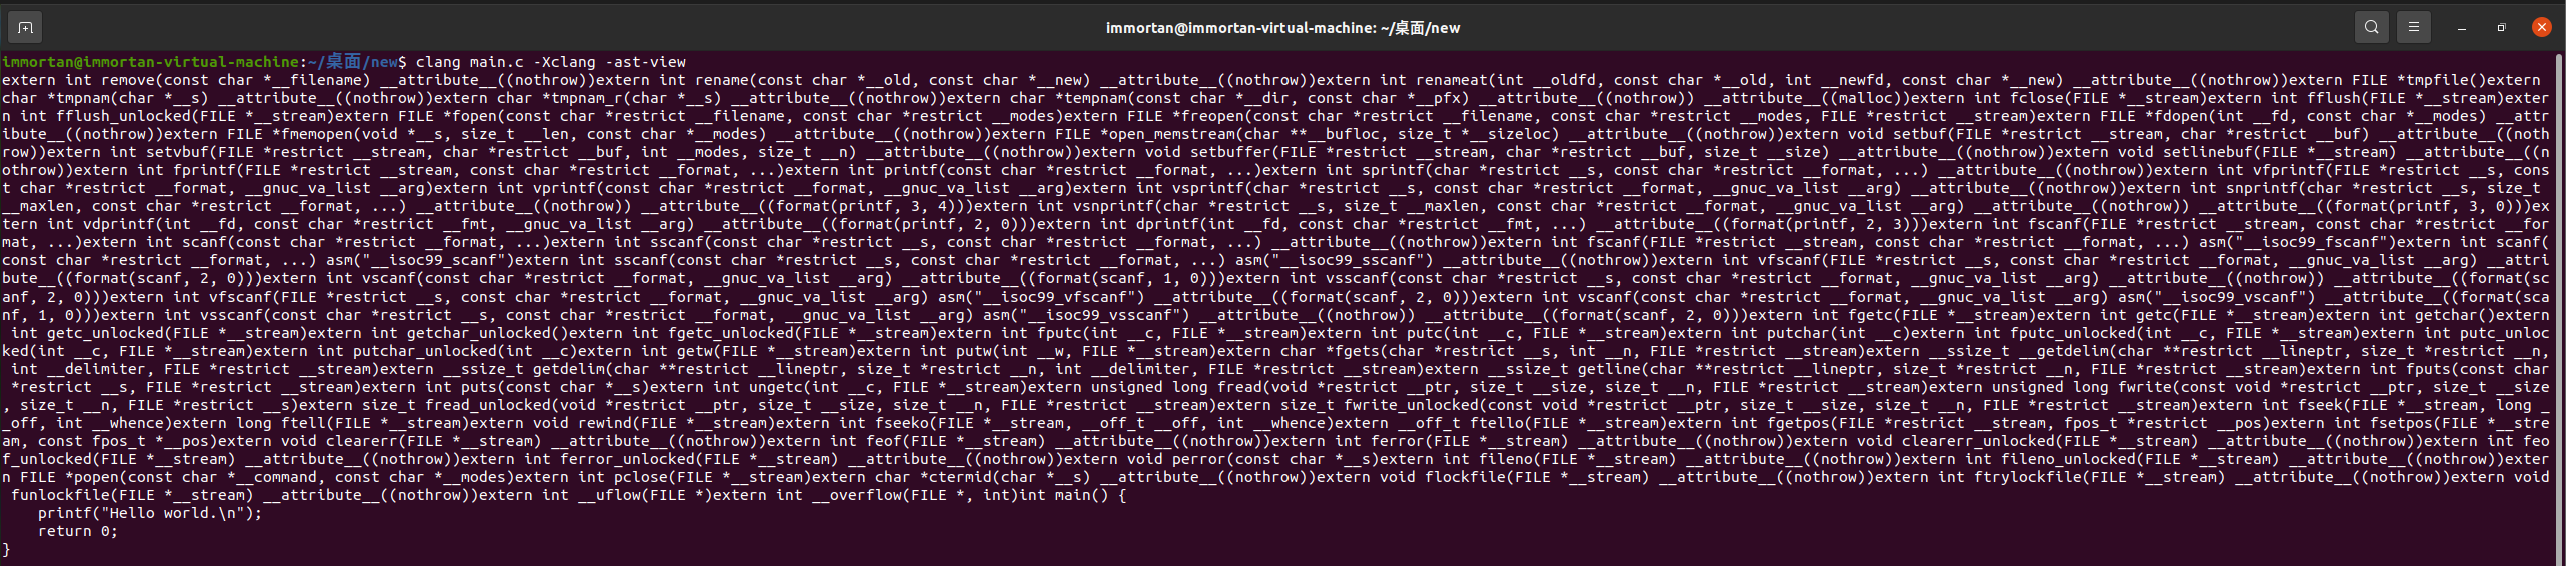 immortan@immortan-virtual-machine: ~/桌面/new
immortan@immortan-virtual-machine:~/桌面/new$ clang main.c -Xclang -ast-view
extern int remove(const char *__filename) __attribute__((nothrow))extern int rename(const char *__old, const char *__new) __attribute__((nothrow))extern int renameat(int __oldfd, const char *__old, int __newfd, const char *__new) __attribute__((nothrow))extern FILE *tmpfile()extern
char *tmpnam(char *__s) __attribute__((nothrow))extern char *tmpnam_r(char *__s) __attribute__((nothrow))extern char *tempnam(const char *__dir, const char *__pfx) __attribute__((nothrow)) __attribute__((malloc))extern int fclose(FILE *__stream)extern int fflush(FILE *__stream)exter
n int fflush_unlocked(FILE *__stream)extern FILE *fopen(const char *restrict __filename, const char *restrict __modes)extern FILE *freopen(const char *restrict __filename, const char *restrict __modes, FILE *restrict __stream)extern FILE *fdopen(int __fd, const char *__modes) __attr
ibute__((nothrow))extern FILE *fmemopen(void *__s, size_t __len, const char *__modes) __attribute__((nothrow))extern FILE *open_memstream(char **__bufloc, size_t *__sizeloc) __attribute__((nothrow))extern void setbuf(FILE *restrict __stream, char *restrict __buf) __attribute__((noth
row))extern int setvbuf(FILE *restrict __stream, char *restrict __buf, int __modes, size_t __n) __attribute__((nothrow))extern void setbuffer(FILE *restrict __stream, char *restrict __buf, size_t __size) __attribute__((nothrow))extern void setlinebuf(FILE *__stream) __attribute__((n
othrow))extern int fprintf(FILE *restrict __stream, const char *restrict __format, ...)extern int printf(const char *restrict __format, ...)extern int sprintf(char *restrict __s, const char *restrict __format, ...) __attribute__((nothrow))extern int vfprintf(FILE *restrict __s, cons
t char *restrict __format, __gnuc_va_list __arg)extern int vprintf(const char *restrict __format, __gnuc_va_list __arg)extern int vsprintf(char *restrict __s, const char *restrict __format, __gnuc_va_list __arg) __attribute__((nothrow))extern int snprintf(char *restrict __s, size_t
__maxlen, const char *restrict __format, ...) __attribute__((nothrow)) __attribute__((format(printf, 3, 4)))extern int vsnprintf(char *restrict __s, size_t __maxlen, const char *restrict __format, __gnuc_va_list __arg) __attribute__((nothrow)) __attribute__((format(printf, 3, 0)))ex
tern int vdprintf(int __fd, const char *restrict __fmt, __gnuc_va_list __arg) __attribute__((format(printf, 2, 0)))extern int dprintf(int __fd, const char *restrict __fmt, ...) __attribute__((format(printf, 2, 3)))extern int fscanf(FILE *restrict __stream, const char *restrict __for
mat, ...)extern int scanf(const char *restrict __format, ...)extern int sscanf(const char *restrict __s, const char *restrict __format, ...) __attribute__((nothrow))extern int fscanf(FILE *restrict __stream, const char *restrict __format, ...) asm("__isoc99_fscanf")extern int scanf(
const char *restrict __format, ...) asm("__isoc99_scanf")extern int sscanf(const char *restrict __s, const char *restrict __format, ...) asm("__isoc99_sscanf") __attribute__((nothrow))extern int vfscanf(FILE *restrict __s, const char *restrict __format, __gnuc_va_list __arg) __attri
bute__((format(scanf, 2, 0)))extern int vscanf(const char *restrict __format, __gnuc_va_list __arg) __attribute__((format(scanf, 1, 0)))extern int vsscanf(const char *restrict __s, const char *restrict __format, __gnuc_va_list __arg) __attribute__((nothrow)) __attribute__((format(sc
anf, 2, 0)))extern int vfscanf(FILE *restrict __s, const char *restrict __format, __gnuc_va_list __arg) asm("__isoc99_vfscanf") __attribute__((format(scanf, 2, 0)))extern int vscanf(const char *restrict __format, __gnuc_va_list __arg) asm("__isoc99_vscanf") __attribute__((format(sca
nf, 1, 0)))extern int vsscanf(const char *restrict __s, const char *restrict __format, __gnuc_va_list __arg) asm("__isoc99_vsscanf") __attribute__((nothrow)) __attribute__((format(scanf, 2, 0)))extern int fgetc(FILE *__stream)extern int getc(FILE *__stream)extern int getchar()extern
 int getc_unlocked(FILE *__stream)extern int getchar_unlocked()extern int fgetc_unlocked(FILE *__stream)extern int fputc(int __c, FILE *__stream)extern int putc(int __c, FILE *__stream)extern int putchar(int __c)extern int fputc_unlocked(int __c, FILE *__stream)extern int putc_unloc
ked(int __c, FILE *__stream)extern int putchar_unlocked(int __c)extern int getw(FILE *__stream)extern int putw(int __w, FILE *__stream)extern char *fgets(char *restrict __s, int __n, FILE *restrict __stream)extern __ssize_t __getdelim(char **restrict __lineptr, size_t *restrict __n,
 int __delimiter, FILE *restrict __stream)extern __ssize_t getdelim(char **restrict __lineptr, size_t *restrict __n, int __delimiter, FILE *restrict __stream)extern __ssize_t getline(char **restrict __lineptr, size_t *restrict __n, FILE *restrict __stream)extern int fputs(const char
 *restrict __s, FILE *restrict __stream)extern int puts(const char *__s)extern int ungetc(int __c, FILE *__stream)extern unsigned long fread(void *restrict __ptr, size_t __size, size_t __n, FILE *restrict __stream)extern unsigned long fwrite(const void *restrict __ptr, size_t __size
, size_t __n, FILE *restrict __s)extern size_t fread_unlocked(void *restrict __ptr, size_t __size, size_t __n, FILE *restrict __stream)extern size_t fwrite_unlocked(const void *restrict __ptr, size_t __size, size_t __n, FILE *restrict __stream)extern int fseek(FILE *__stream, long _
_off, int __whence)extern long ftell(FILE *__stream)extern void rewind(FILE *__stream)extern int fseeko(FILE *__stream, __off_t __off, int __whence)extern __off_t ftello(FILE *__stream)extern int fgetpos(FILE *restrict __stream, fpos_t *restrict __pos)extern int fsetpos(FILE *__stre
am, const fpos_t *__pos)extern void clearerr(FILE *__stream) __attribute__((nothrow))extern int feof(FILE *__stream) __attribute__((nothrow))extern int ferror(FILE *__stream) __attribute__((nothrow))extern void clearerr_unlocked(FILE *__stream) __attribute__((nothrow))extern int feo
f_unlocked(FILE *__stream) __attribute__((nothrow))extern int ferror_unlocked(FILE *__stream) __attribute__((nothrow))extern void perror(const char *__s)extern int fileno(FILE *__stream) __attribute__((nothrow))extern int fileno_unlocked(FILE *__stream) __attribute__((nothrow))exter
n FILE *popen(const char *__command, const char *__modes)extern int pclose(FILE *__stream)extern char *ctermid(char *__s) __attribute__((nothrow))extern void flockfile(FILE *__stream) __attribute__((nothrow))extern int ftrylockfile(FILE *__stream) __attribute__((nothrow))extern void
 funlockfile(FILE *__stream) __attribute__((nothrow))extern int __uflow(FILE *)extern int __overflow(FILE *, int)int main() {
    printf("Hello world.\n");
    return 0;
}